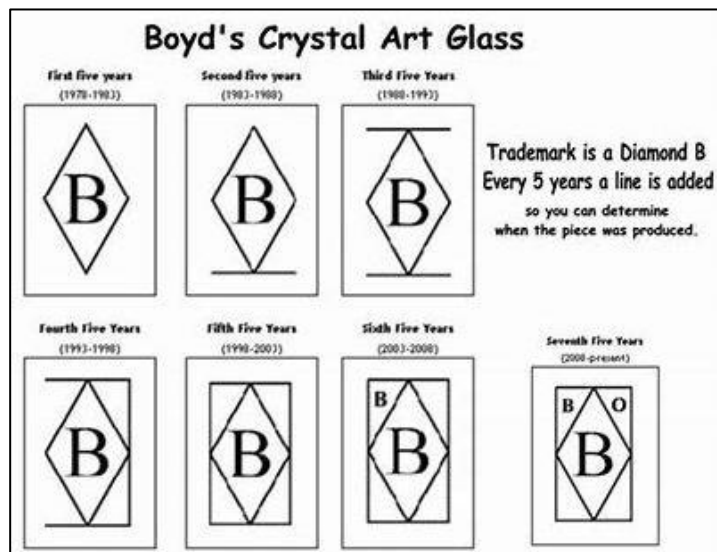 Boyd's Crystal Art Glass
First five years
(1978-1983)
B
Second five years
(1983-1988)
B
Third Five Years
(1988-1993)
B
Trademark is a Diamond B
Every 5 years a line is added
so you can determine
when the piece was produced.
Fourth Five Years
(1993-1998)
B
Fifth Five Years
(1998-2003)
B
Sixth Five Years
(2003-2008)
B
B
Seventh Five Years
(2008-present)
B O
B